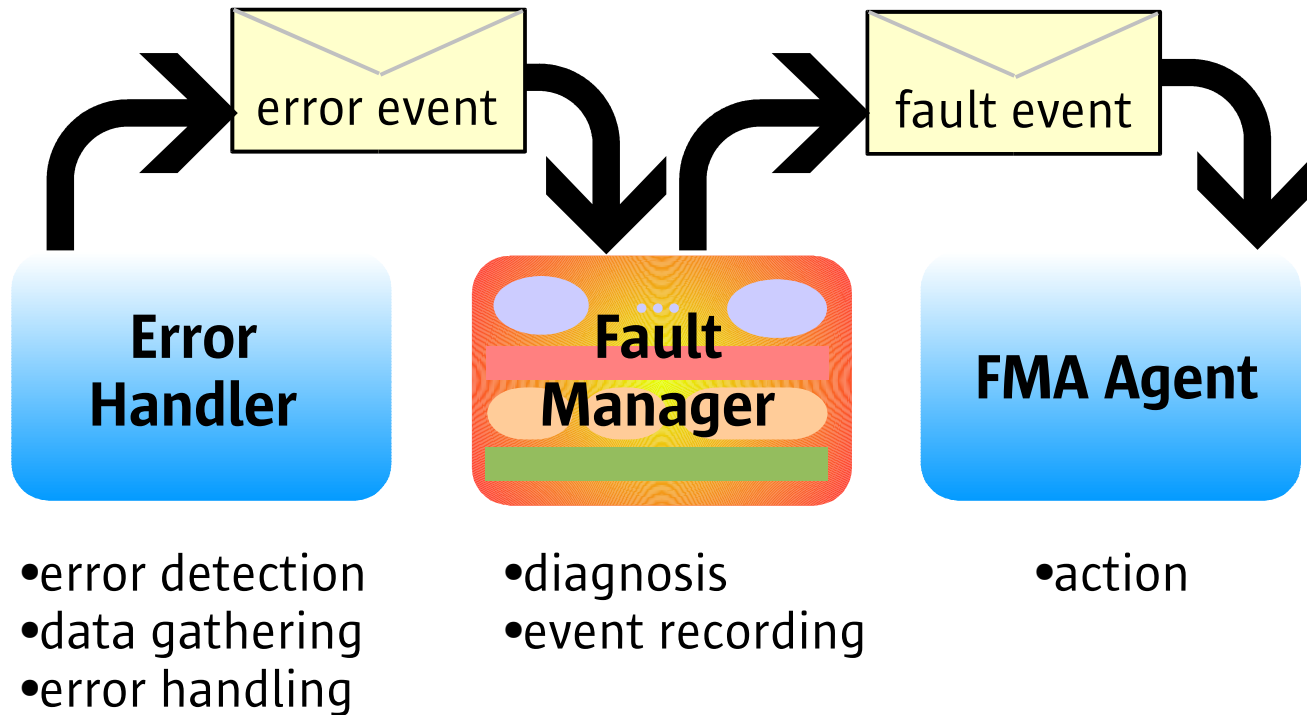 error event
fault event
Error
Handler
Fault
Manager
FMA Agent
•error detection
•data gathering
•error handling
•diagnosis
•event recording
•action